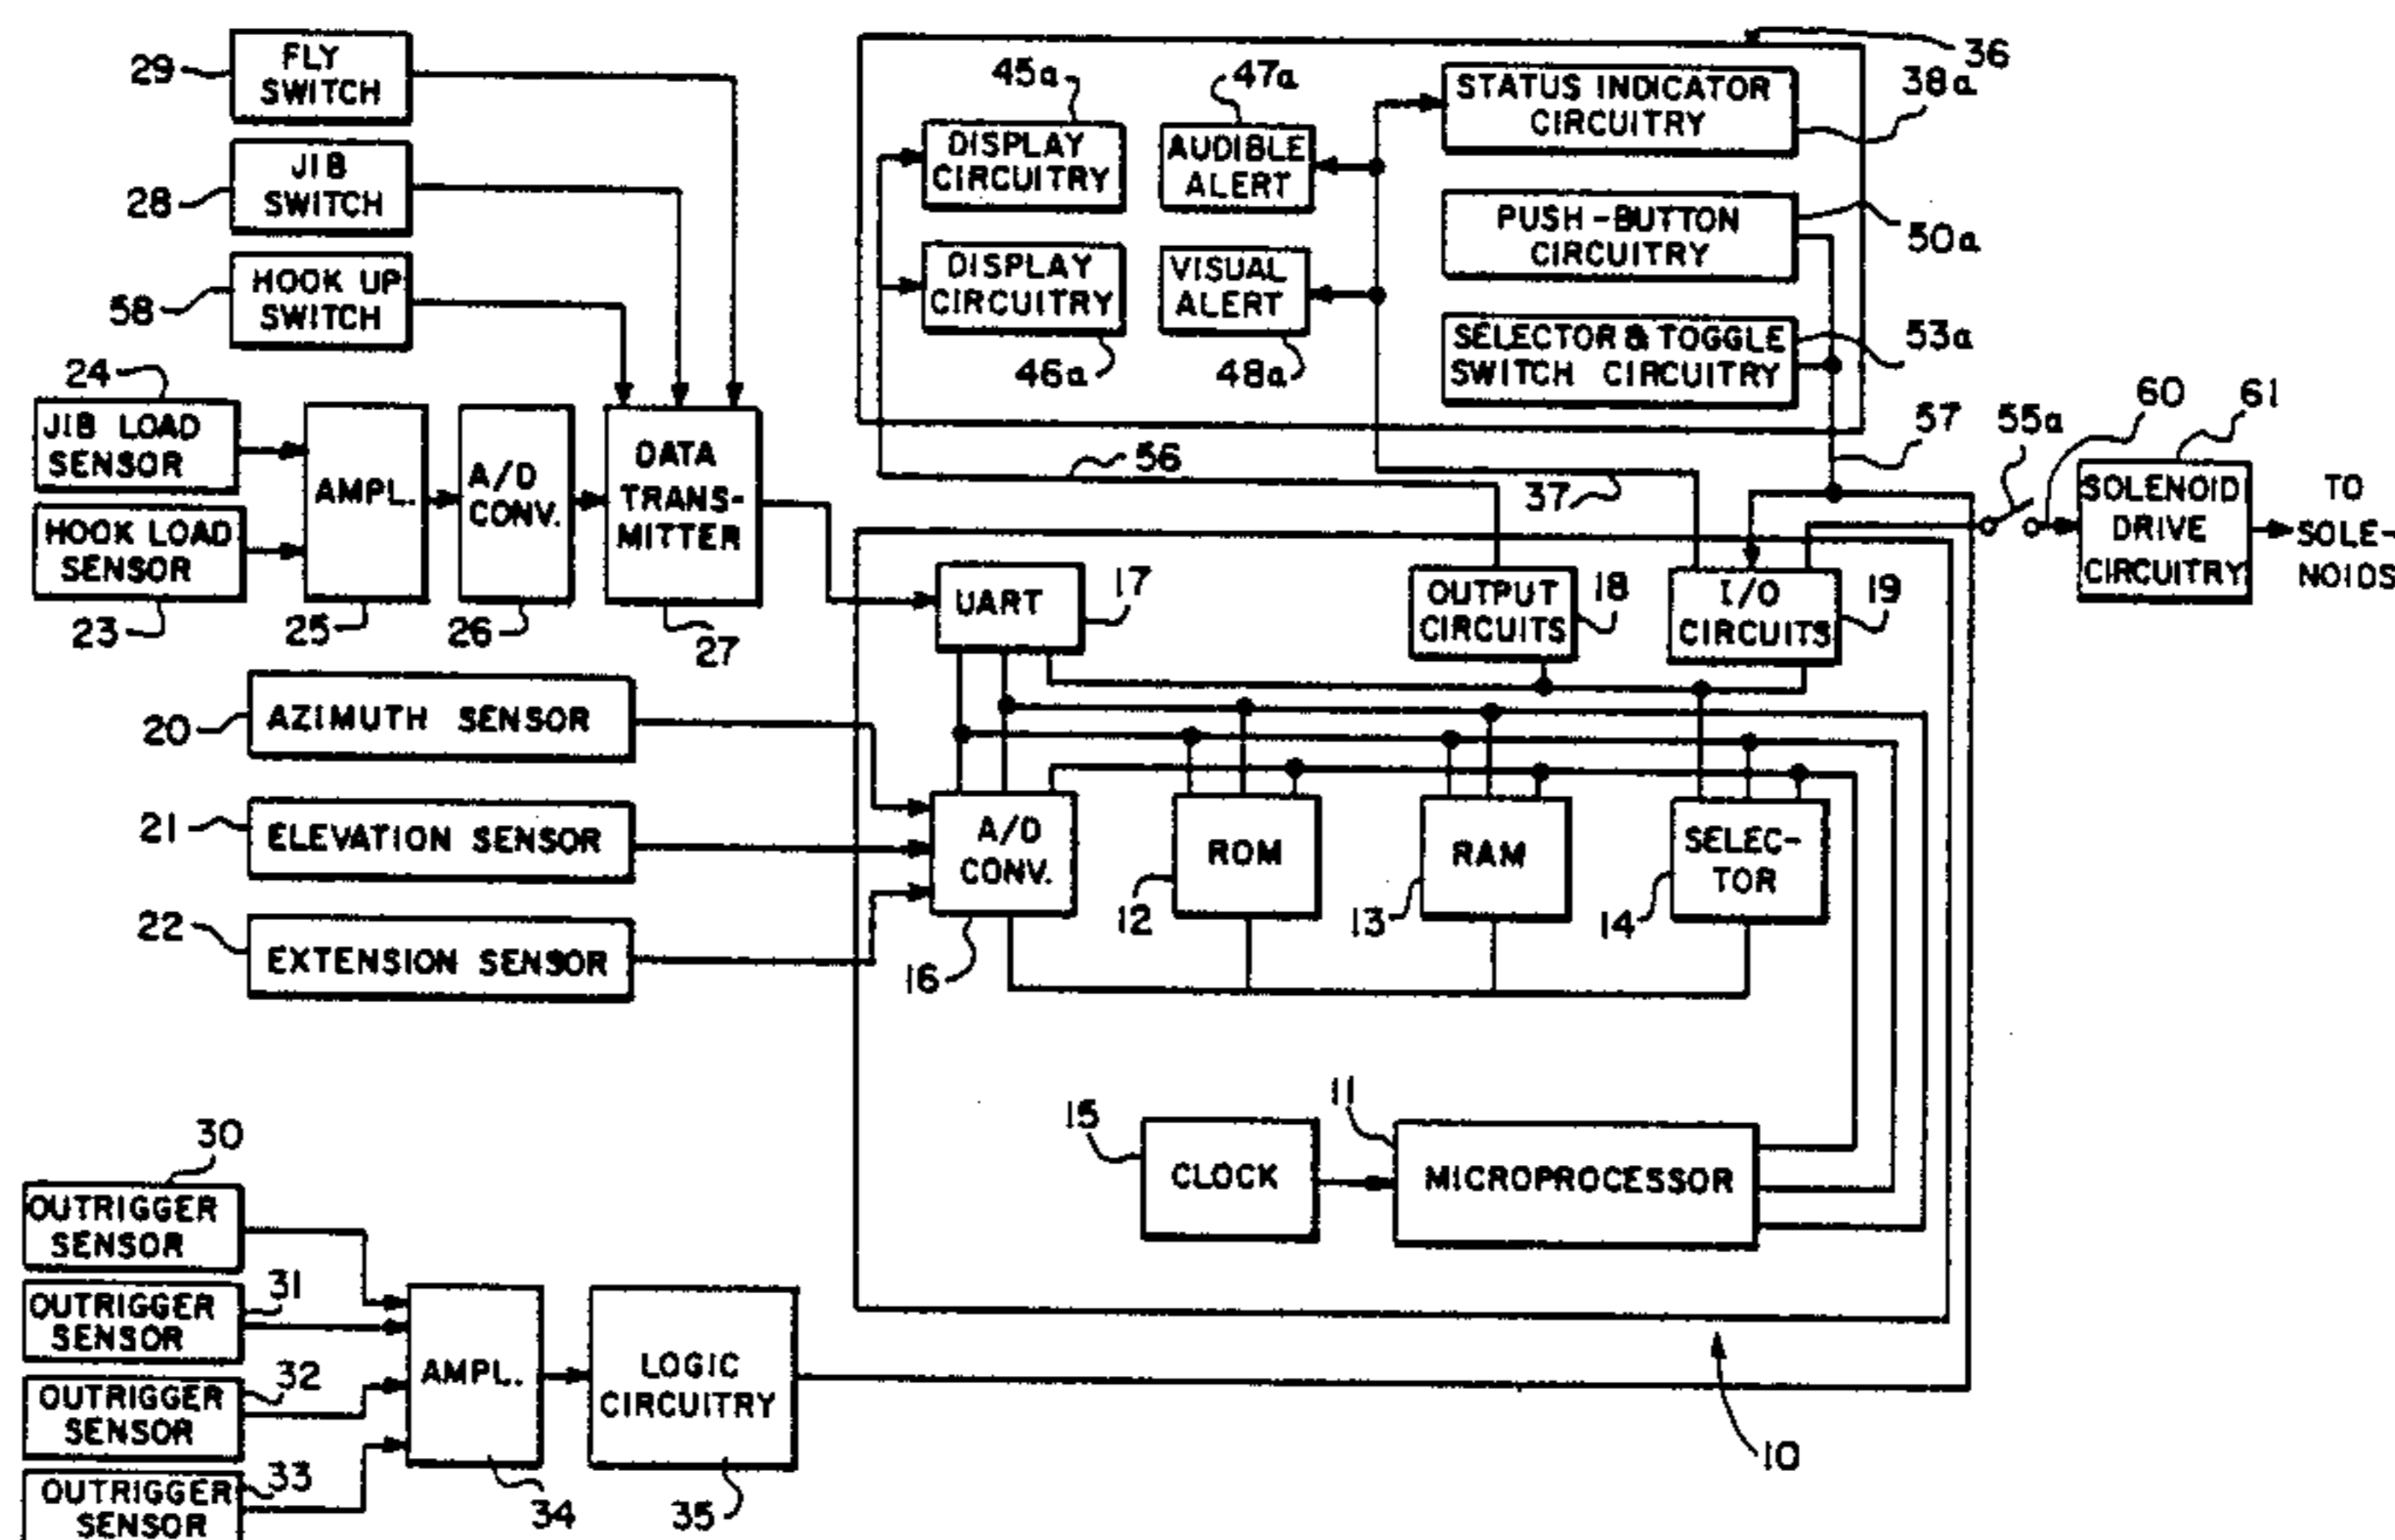 29
FLY
SWITCH
28
JIB
SWITCH
58
HOOK UP
SWITCH
24
JIB LOAD
SENSOR
HOOK LOAD
SENSOR
23
AMPL.
25
A/D
CONV.
26
DATA
TRANS-
MITTER
27
20
AZIMUTH SENSOR
21
ELEVATION SENSOR
22
EXTENSION SENSOR
36
45a
DISPLAY
CIRCUITRY
DISPLAY
CIRCUITRY
46a
47a
AUDIBLE
ALERT
VISUAL
ALERT
48a
STATUS INDICATOR
CIRCUITRY
38a
PUSH-BUTTON
CIRCUITRY
50a
SELECTOR & TOGGLE
SWITCH CIRCUITRY
53a
56
37
57
55a
60
61
SOLENOID
DRIVE
CIRCUITRY
TO
SOLE-
NOIDS
UART
17
OUTPUT
CIRCUITS
18
I/O
CIRCUITS
19
A/D
CONV.
16
ROM
12
RAM
13
SELEC-
TOR
14
15
CLOCK
11
MICROPROCESSOR
10
30
OUTRIGGER
SENSOR
31
OUTRIGGER
SENSOR
32
OUTRIGGER
SENSOR
33
OUTRIGGER
SENSOR
AMPL.
34
LOGIC
CIRCUITRY
35